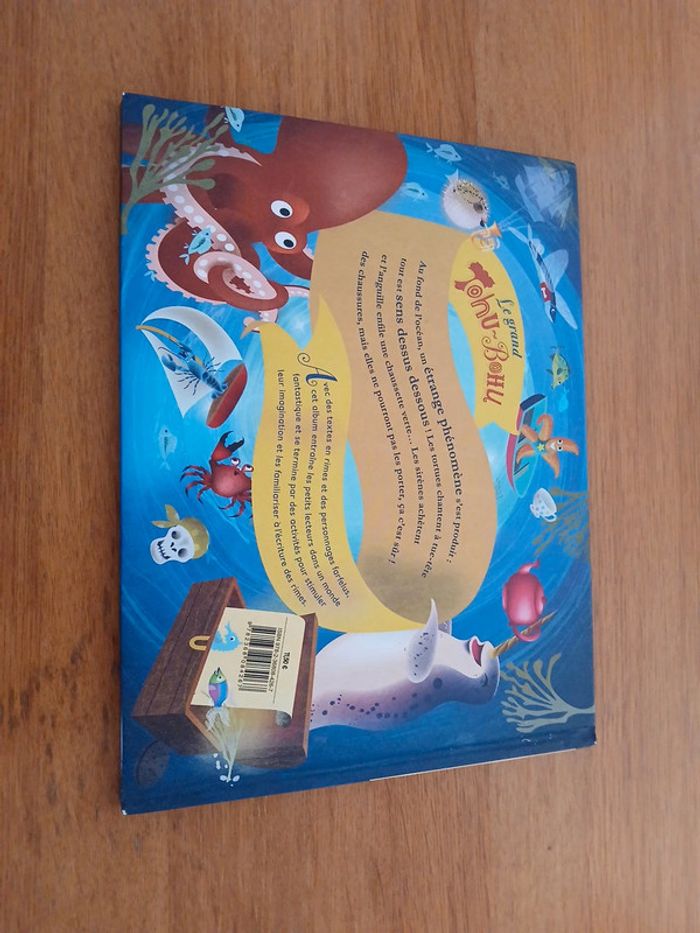 Le grand
Tohu~Bohu
Au fond de l'océan, un étrange phénomène s'est produit :
tout est sens dessus dessous ! Les tortues chantent à tue-tête
et l'anguille enfile une chaussette verte... Les sirènes achètent
des chaussures, mais elles ne pourront pas les porter, ça c'est sûr !
Avec des textes en rimes et des personnages farfelus,
cet album entraîne les petits lecteurs dans un monde
fantastique et se termine par des activités pour stimuler
leur imagination et les familiariser à l'écriture des rimes.
11,50 €